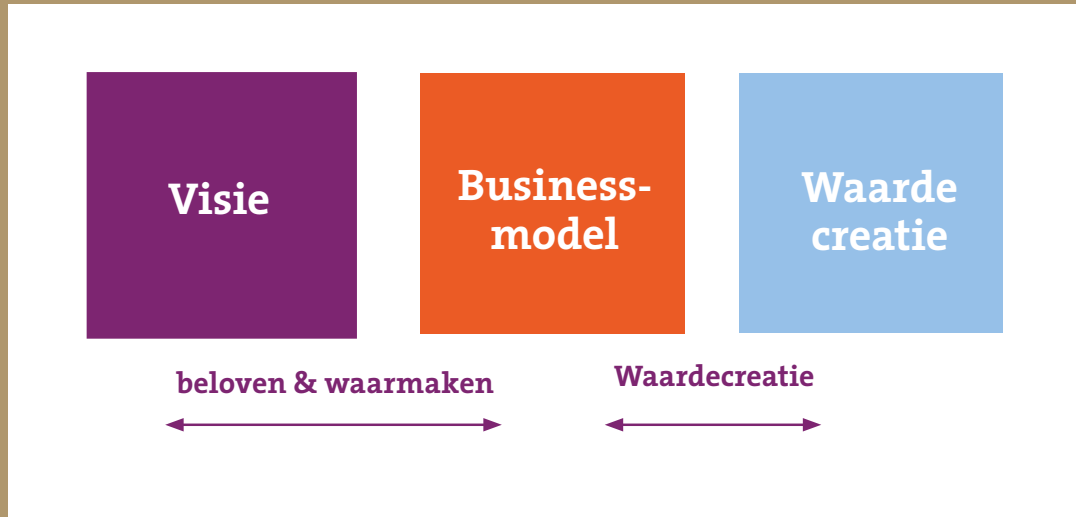 Visie
Business-
model
Waarde
creatie
beloven & waarmaken
Waardecreatie